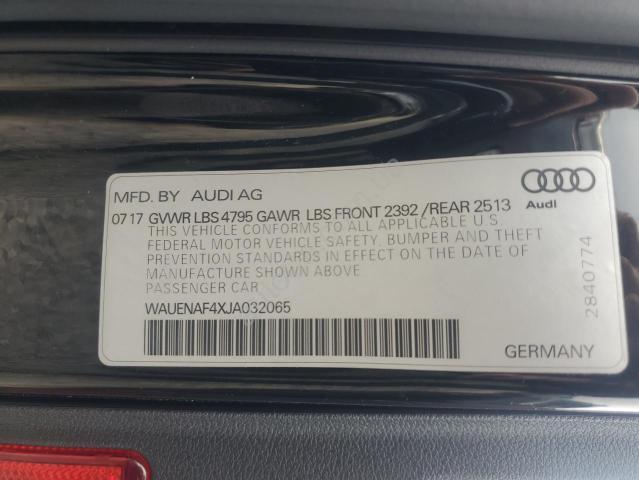 MFD. BY AUDI AG
07 17 GVWR LBS 4795 GAWR LBS FRONT 2392 /REAR 2513
THIS VEHICLE CONFORMS TO ALL APPLICABLE U S
FEDERAL MOTOR VEHICLE SAFETY, BUMPER AND THEFT
PREVENTION STANDARDS IN EFFECT ON THE DATE OF
MANUFACTURE SHOWN ABOVE
PASSENGER CAR
WAUENAF4XJA032065
Audi
2840774
GERMANY